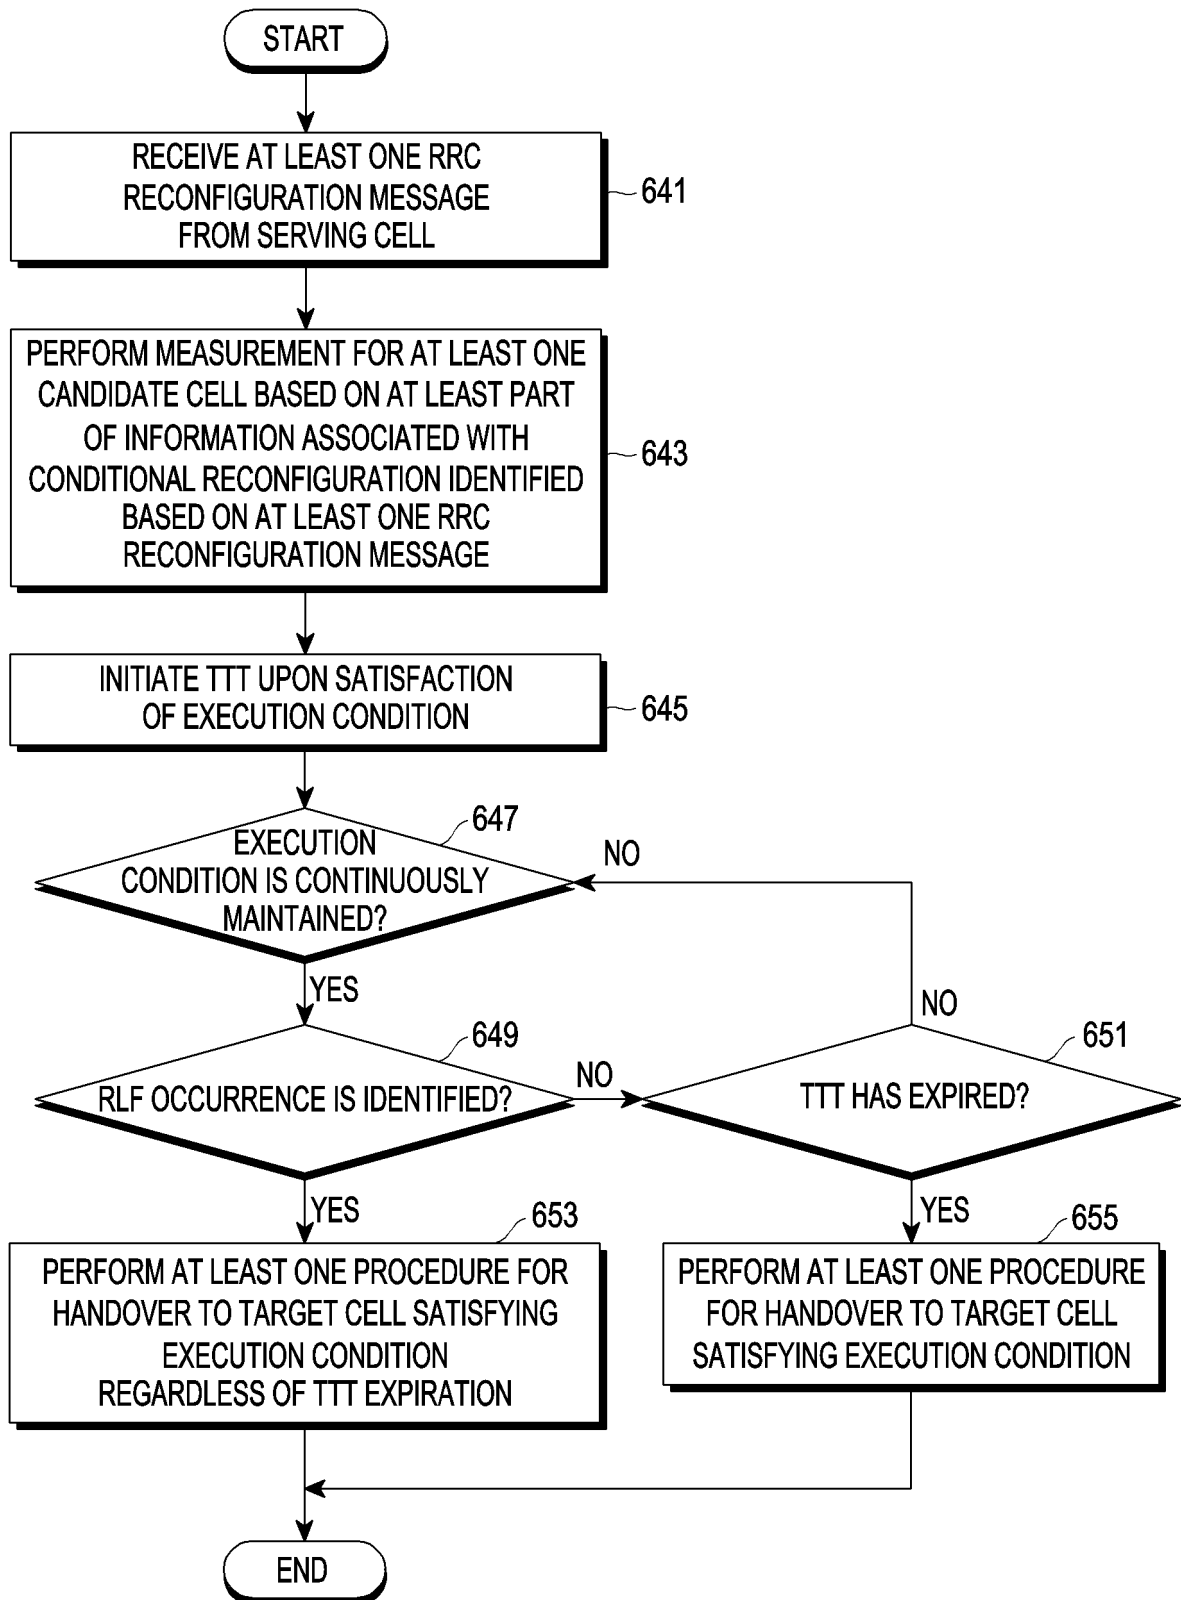 START
RECEIVE AT LEAST ONE RRC
RECONFIGURATION MESSAGE
FROM SERVING CELL
641
PERFORM MEASUREMENT FOR AT LEAST ONE
CANDIDATE CELL BASED ON AT LEAST PART
OF INFORMATION ASSOCIATED WITH
CONDITIONAL RECONFIGURATION IDENTIFIED
BASED ON AT LEAST ONE RRC
RECONFIGURATION MESSAGE
643
INITIATE TTT UPON SATISFACTION
OF EXECUTION CONDITION
645
647
EXECUTION
CONDITION IS CONTINUOUSLY
MAINTAINED?
NO
YES
NO
649
RLF OCCURRENCE IS IDENTIFIED?
NO
651
TTT HAS EXPIRED?
YES
YES
653
PERFORM AT LEAST ONE PROCEDURE FOR
HANDOVER TO TARGET CELL SATISFYING
EXECUTION CONDITION
REGARDLESS OF TTT EXPIRATION
655
PERFORM AT LEAST ONE PROCEDURE
FOR HANDOVER TO TARGET CELL
SATISFYING EXECUTION CONDITION
END